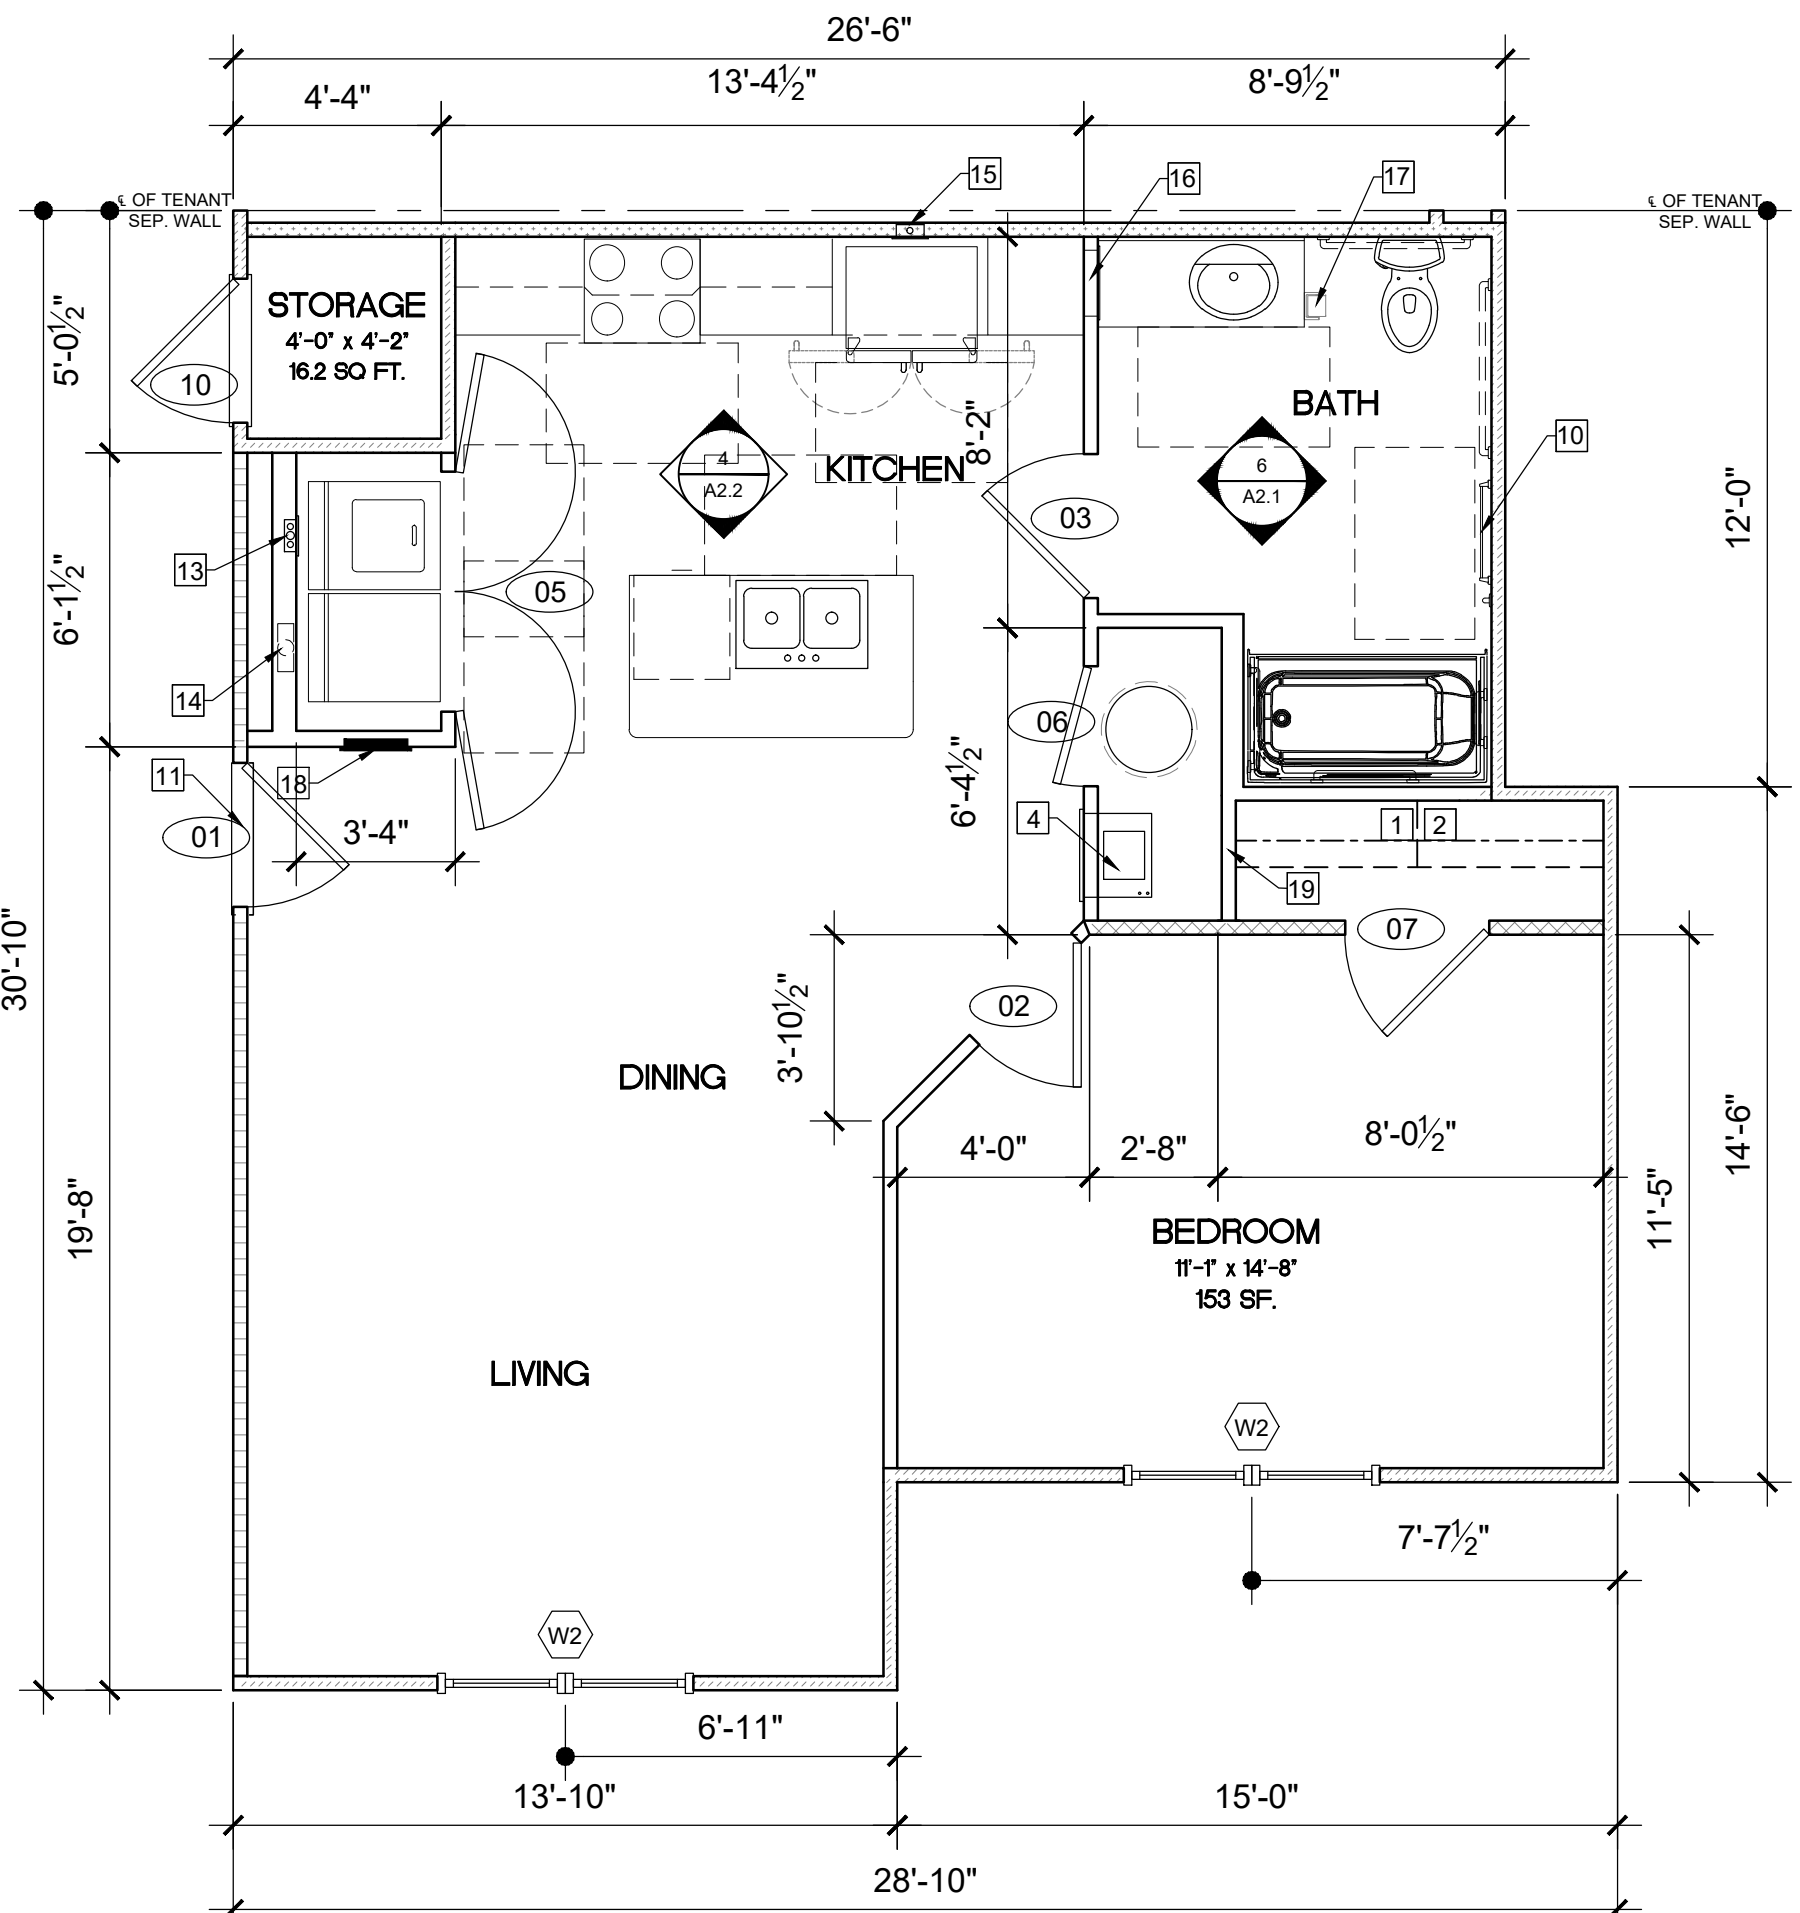 26'-6"
4'-4"
13'-4½"
8'-9½"
15
16
17
℄ OF TENANT
SEP. WALL
℄ OF TENANT
SEP. WALL
STORAGE
4'-0" x 4'-2"
16.2 SQ FT.
5'-0½"
10
BATH
8'-2"
KITCHEN
4
A2.2
6
A2.1
10
12'-0"
03
13
05
6'-1½"
14
06
6'-4½"
11
18
01
3'-4"
4
1
2
19
07
30'-10"
02
3'-10½"
DINING
4'-0"
2'-8"
8'-0½"
14'-6"
11'-5"
19'-8"
BEDROOM
11'-1" x 14'-8"
153 SF.
LIVING
W2
7'-7½"
W2
6'-11"
13'-10"
15'-0"
28'-10"